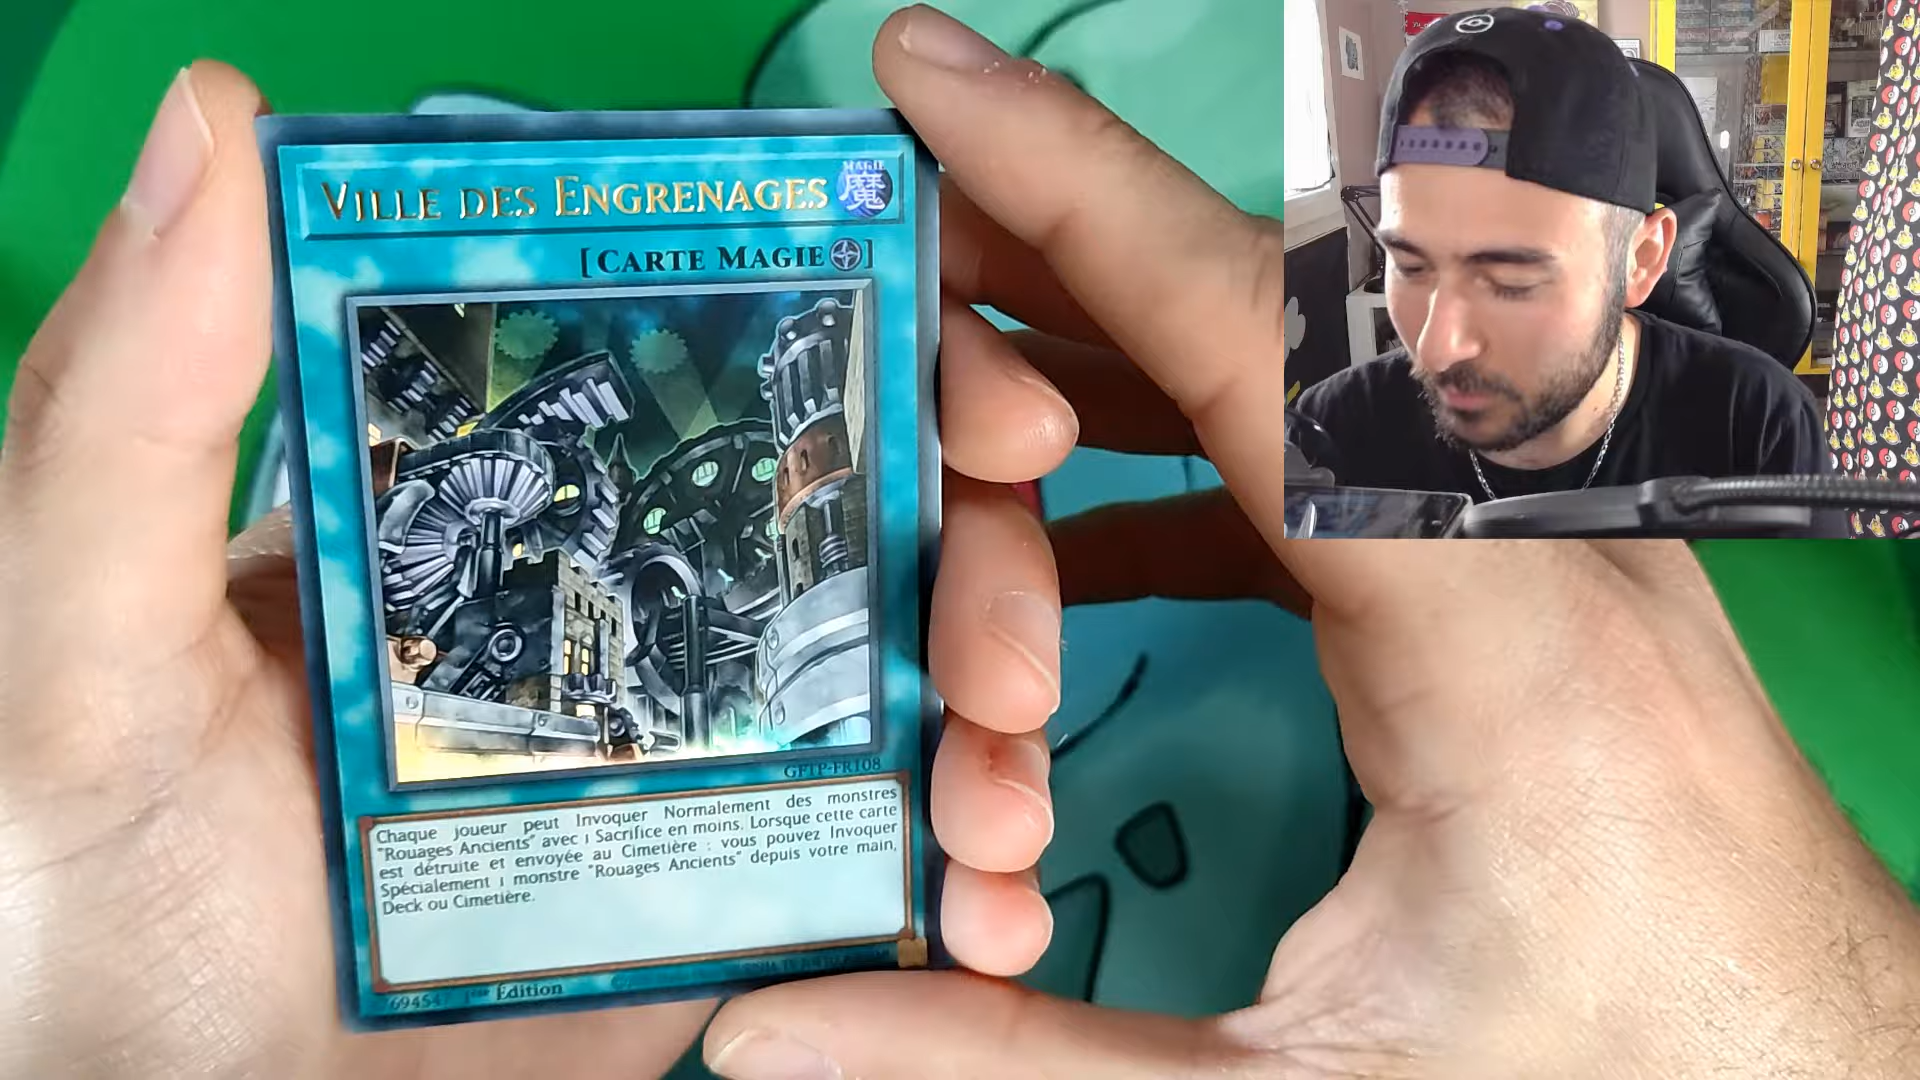 VILLE DES ENGRENAGES
MAGIE
魔
[CARTE MAGIE]
GFTP-FR108
Chaque joueur peut Invoquer Normalement des monstres
"Rouages Ancients" avec 1 Sacrifice en moins. Lorsque cette carte
est détruite et envoyée au Cimetière : vous pouvez Invoquer
Spécialement 1 monstre "Rouages Ancients" depuis votre main,
Deck ou Cimetière.
Édition